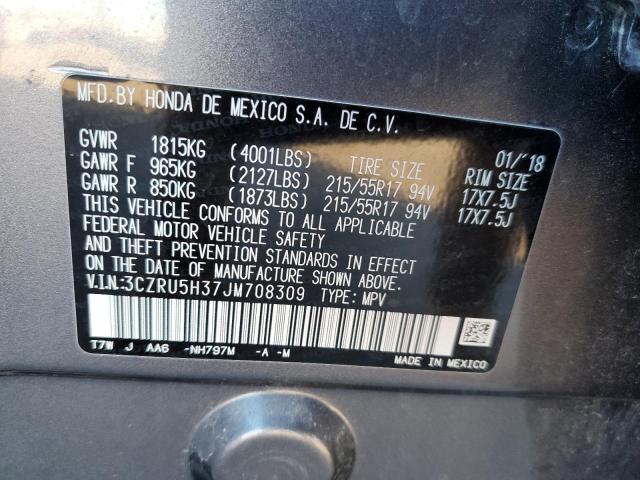 MFD.BY HONDA DE MEXICO S.A. DE C.V.
GVWR 1815KG (4001LBS) TIRE SIZE 01/'18 RIM SIZE
GAWR F 965KG (2127LBS) 215/55R17 94V 17X7.5J
GAWR R 850KG (1873LBS) 215/55R17 94V 17X7.5J
THIS VEHICLE CONFORMS TO ALL APPLICABLE
FEDERAL MOTOR VEHICLE SAFETY
AND THEFT PREVENTION STANDARDS IN EFFECT
ON THE DATE OF MANUFACTURE SHOWN ABOVE.
V.I.N.:3CZRU5H37JM708309 TYPE: MPV
T7W J AA6 -NH797M -A -M
MADE IN MEXICO